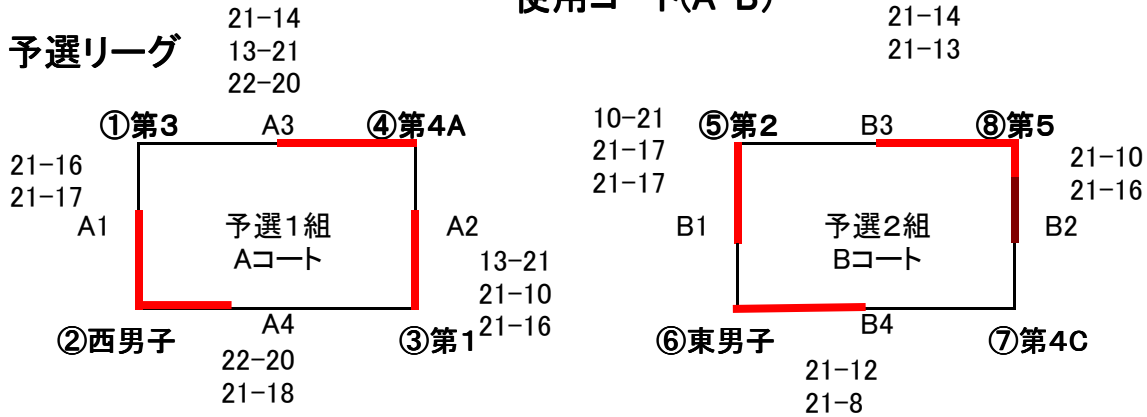 21-14
13-21
22-20
21-14
21-13
予選リーグ
①第3
A3
④第4A
21-16
21-17
A1
予選1組
Aコート
A2
13-21
21-10
21-16
②西男子
A4
③第1
22-20
21-18
10-21
21-17
21-17
⑤第2
B3
⑧第5
21-10
21-16
B1
予選2組
Bコート
B2
⑥東男子
B4
⑦第4C
21-12
21-8